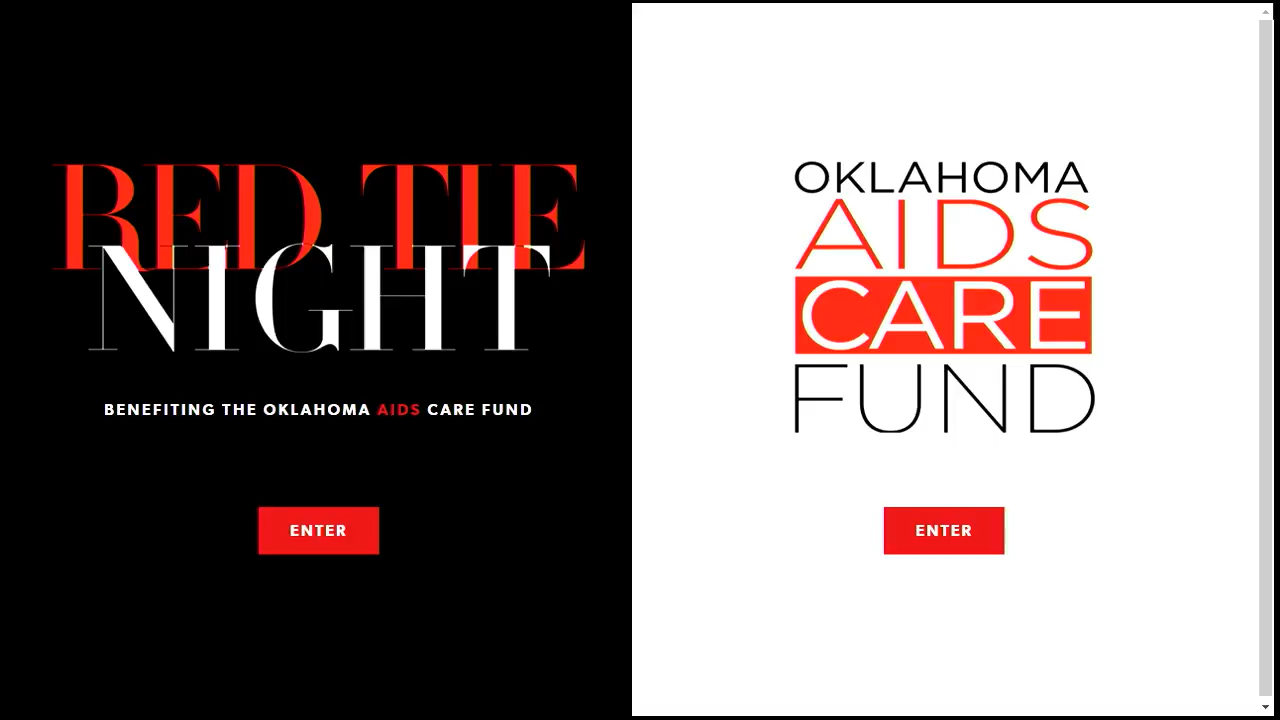 RED TIE
NIGHT
BENEFITING THE OKLAHOMA AIDS CARE FUND
ENTER
OKLAHOMA
AIDS
CARE
FUND
ENTER